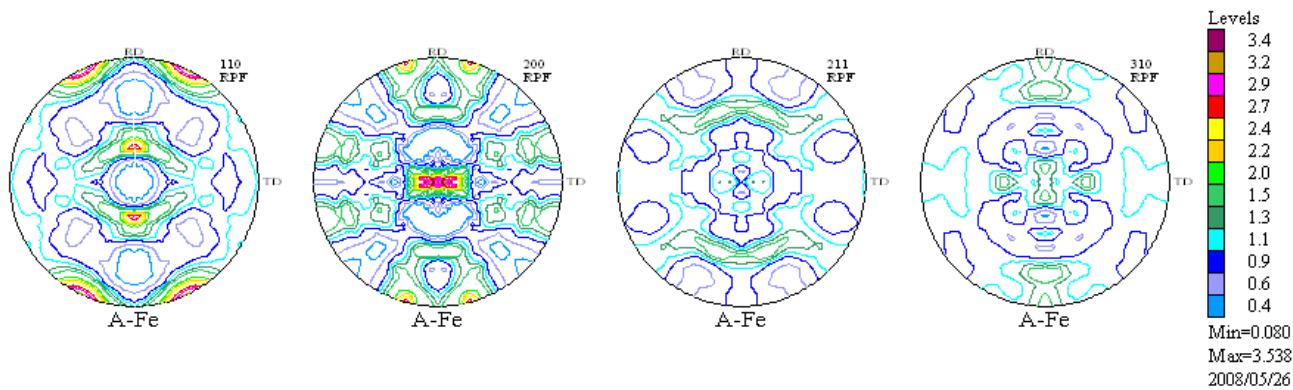 RD
110
RPF
TD
A-Fe
RD
200
RPF
TD
A-Fe
RD
211
RPF
TD
A-Fe
RD
310
RPF
TD
A-Fe
Levels
3.4
3.2
2.9
2.7
2.4
2.2
2.0
1.5
1.3
1.1
0.9
0.6
0.4
Min=0.080
Max=3.538
2008/05/26